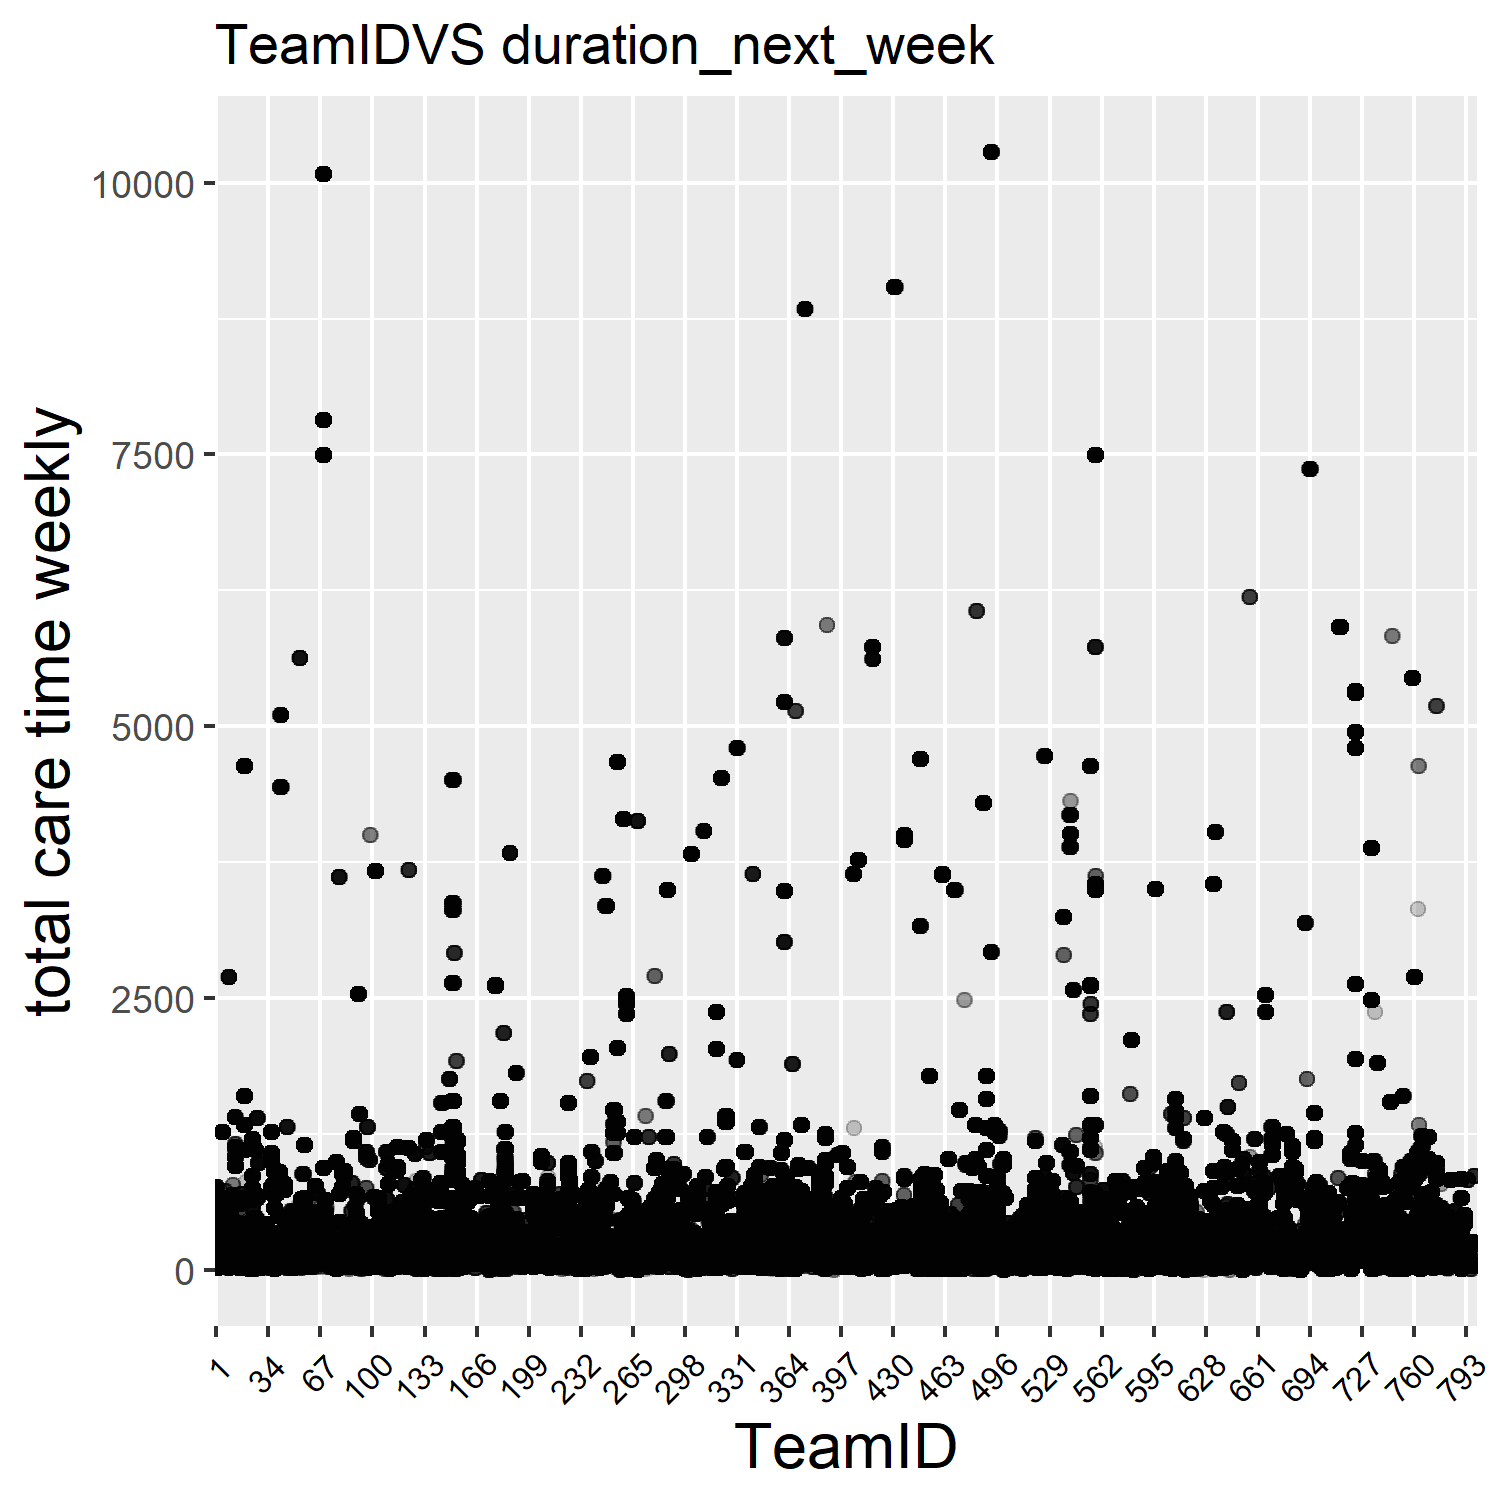 TeamIDVS duration_next_week
total care time weekly
10000
7500
5000
2500
0
1 34 67 100 133 166 199 232 265 298 331 364 397 430 463 496 529 562 595 628 661 694 727 760 793
TeamID